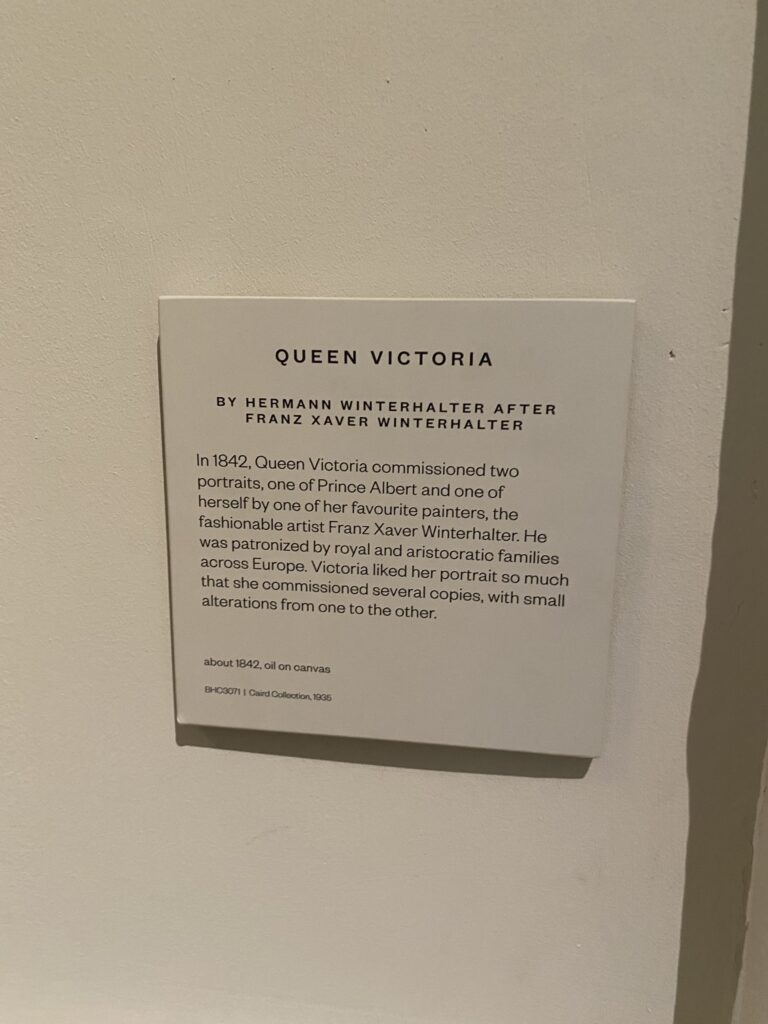 QUEEN VICTORIA
BY HERMANN WINTERHALTER AFTER
FRANZ XAVER WINTERHALTER
In 1842, Queen Victoria commissioned two
portraits, one of Prince Albert and one of
herself by one of her favourite painters, the
fashionable artist Franz Xaver Winterhalter. He
was patronized by royal and aristocratic families
across Europe. Victoria liked her portrait so much
that she commissioned several copies, with small
alterations from one to the other.
about 1842, oil on canvas
BHC3071 | Caird Collection, 1935